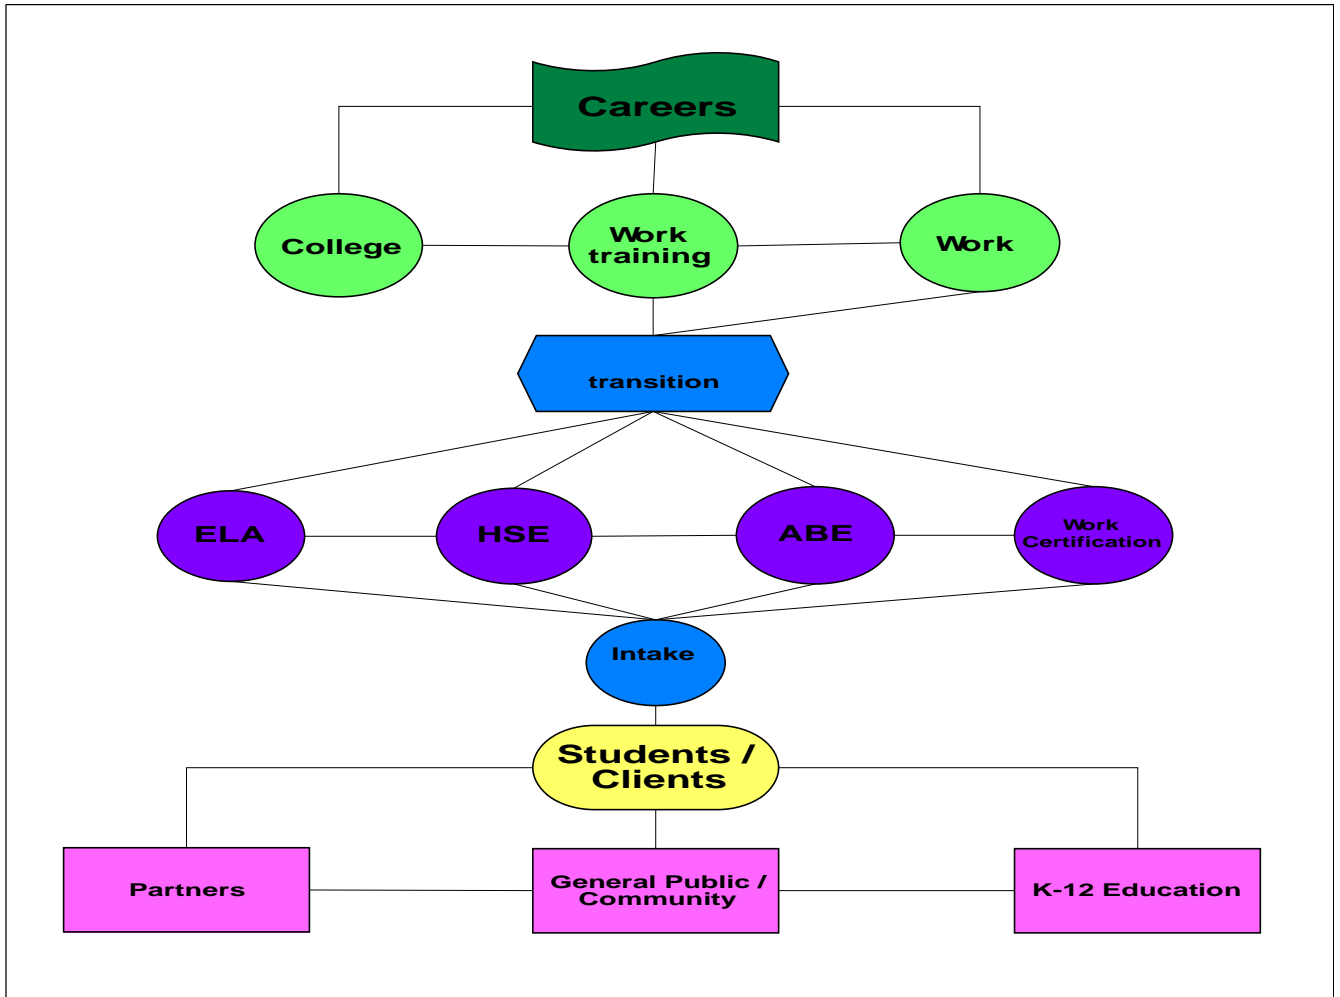 Careers
College
Work
training
Work
transition
ELA
HSE
ABE
Work
Certification
Intake
Students /
Clients
Partners
General Public /
Community
K-12 Education